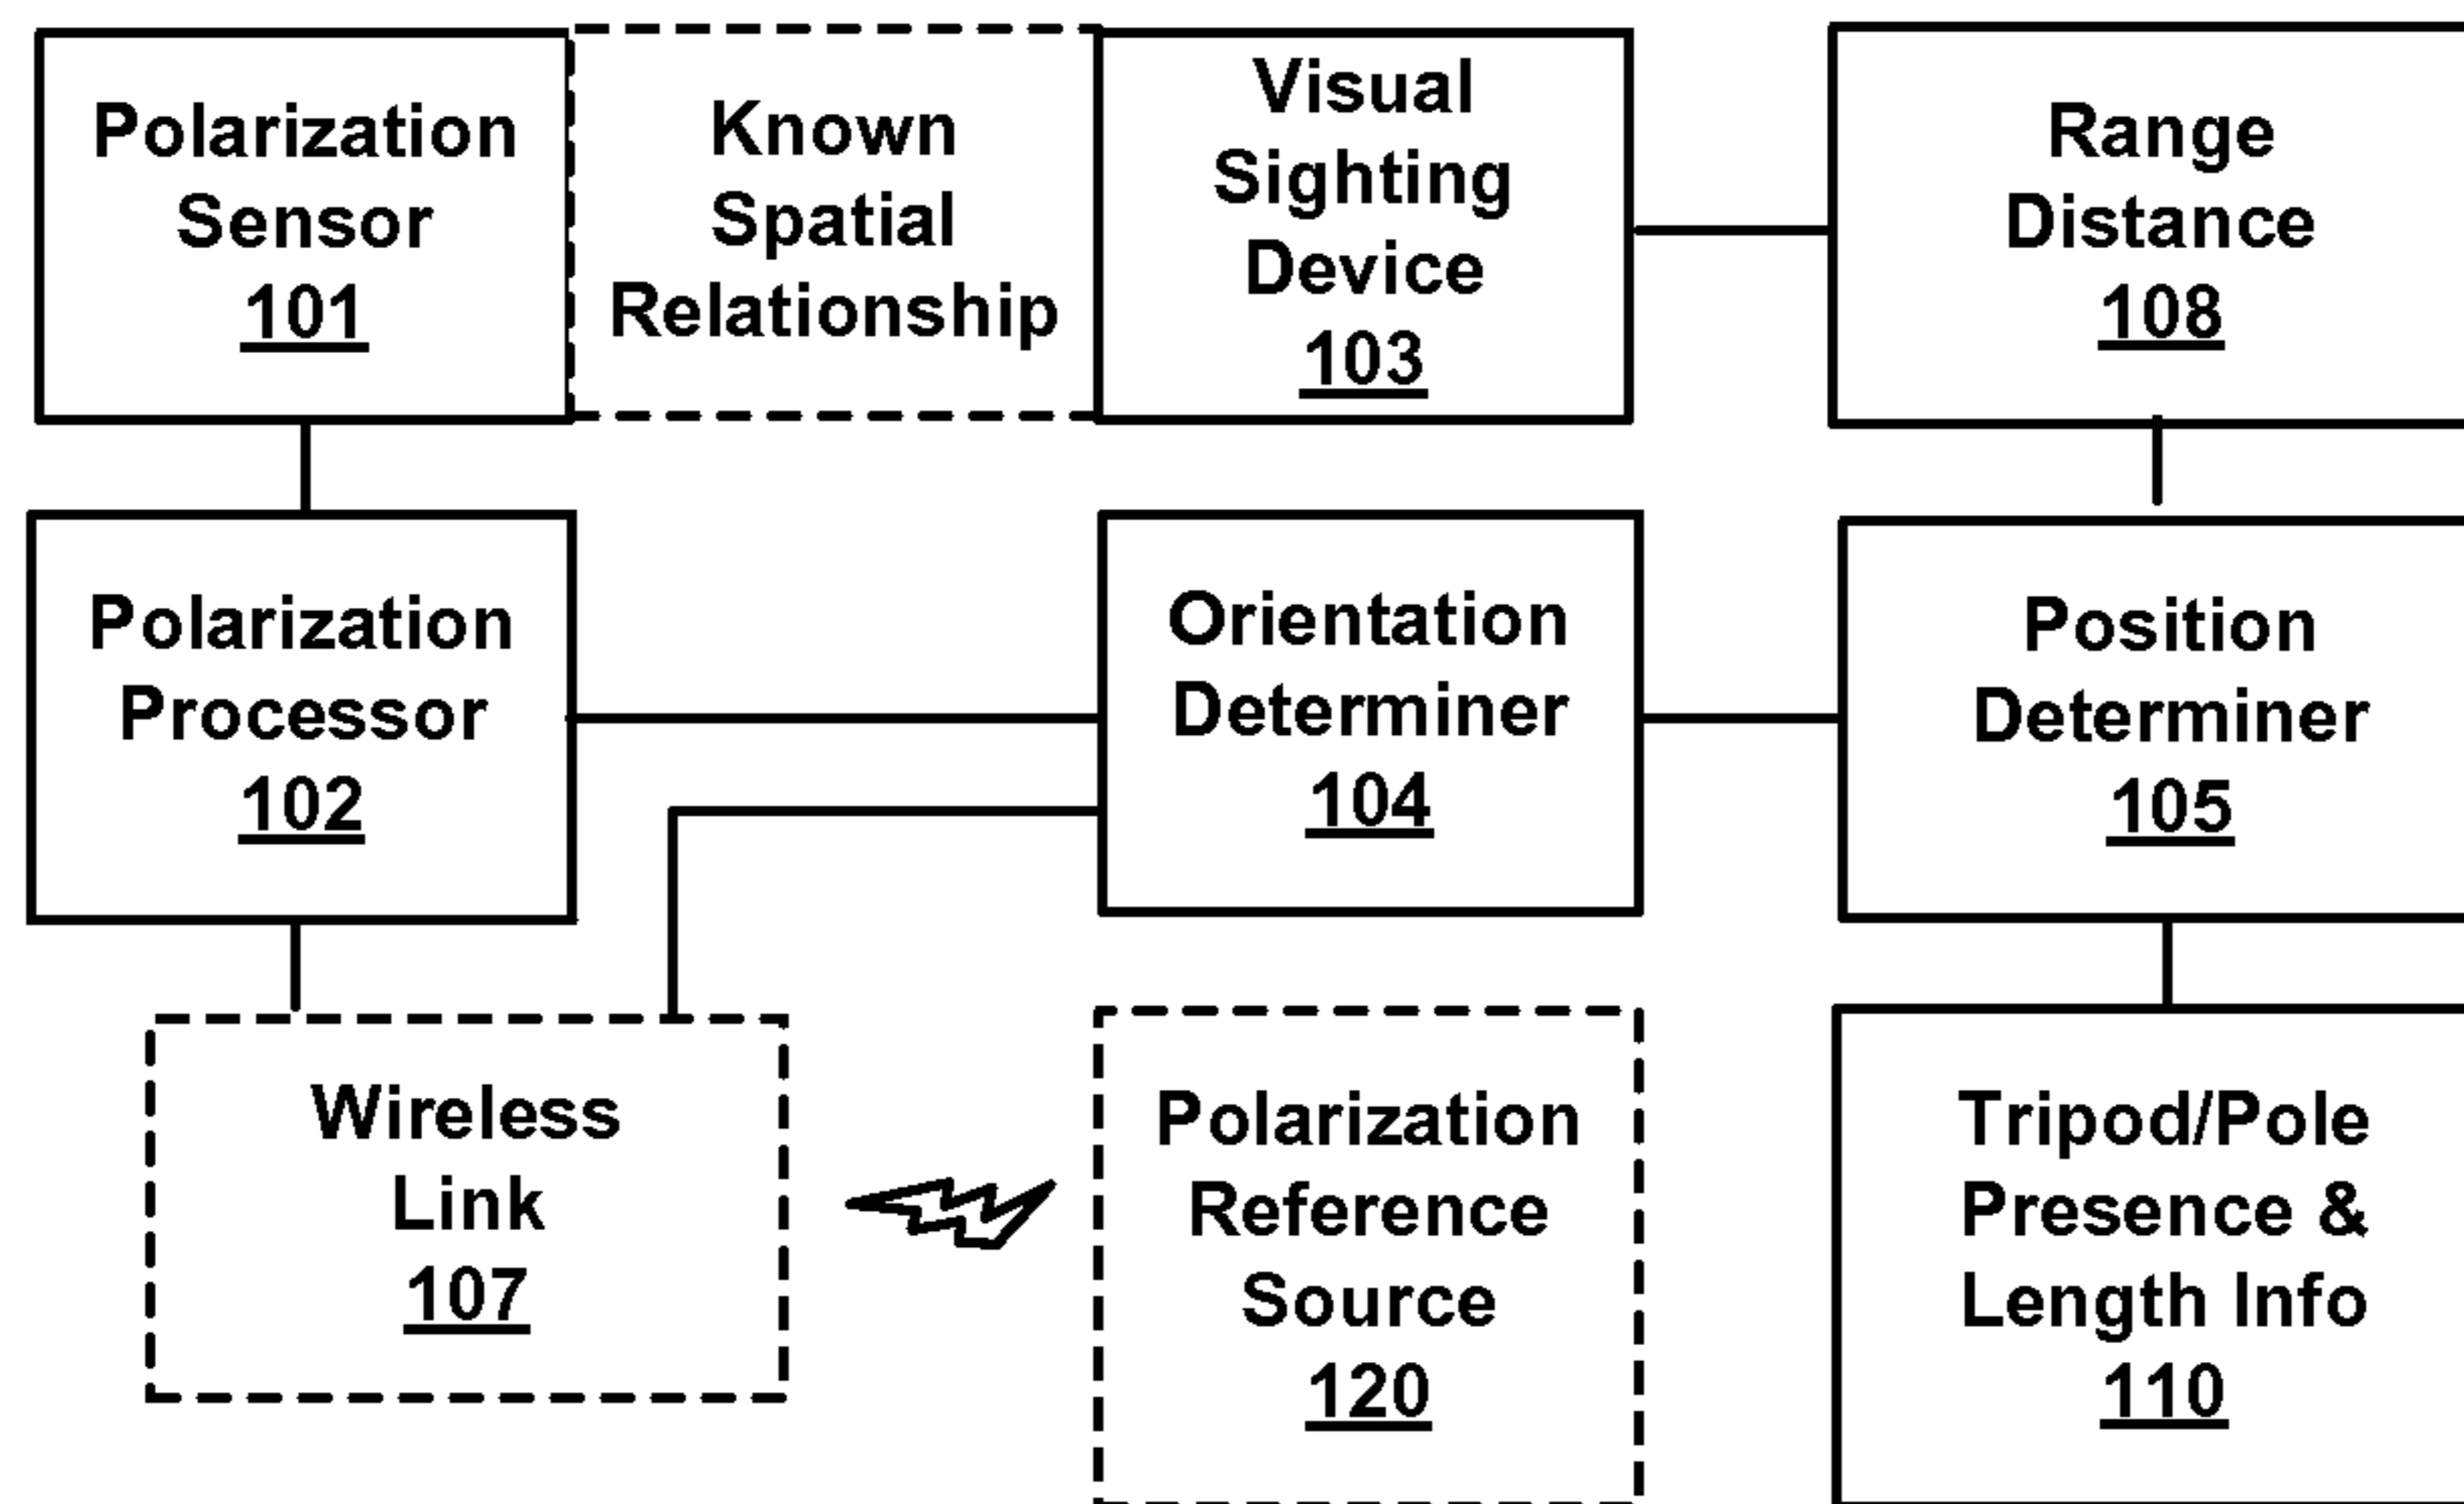 Polarization
Sensor
101
Known
Spatial
Relationship
Visual
Sighting
Device
103
Range
Distance
108
Polarization
Processor
102
Orientation
Determiner
104
Position
Determiner
105
Wireless
Link
107
Polarization
Reference
Source
120
Tripod/Pole
Presence &
Length Info
110